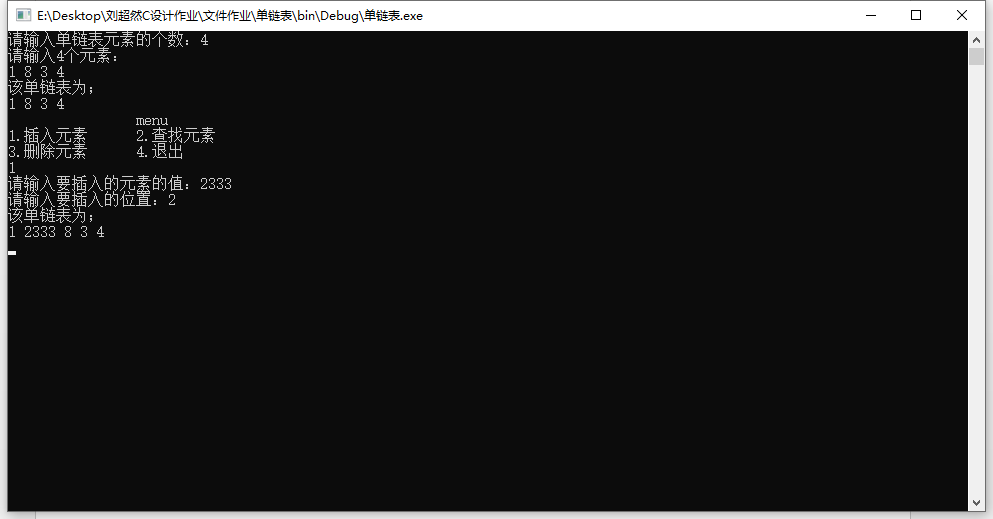 E:\Desktop\刘超然C设计作业\文件作业\单链表\bin\Debug\单链表.exe
请输入单链表元素的个数：4
请输入4个元素：
1 8 3 4
该单链表为；
1 8 3 4
menu
1.插入元素 2.查找元素
3.删除元素 4.退出
1
请输入要插入的元素的值：2333
请输入要插入的位置：2
该单链表为；
1 2333 8 3 4